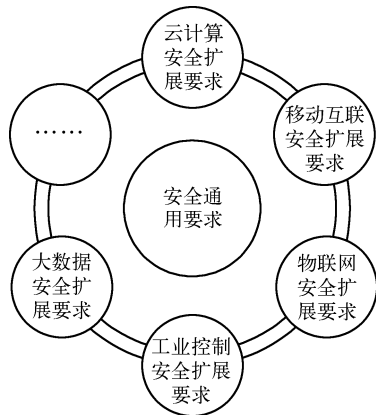 云计算
安全扩
展要求
移动互联
安全扩展
要求
……
安全通
用要求
大数据
安全扩
展要求
物联网
安全扩
展要求
工业控制
安全扩展
要求